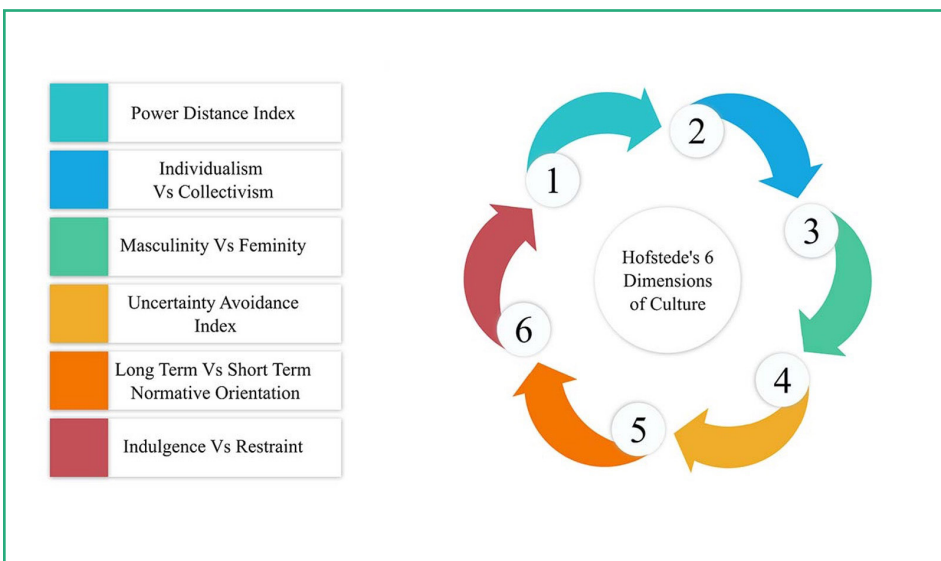 Power Distance Index
Individualism
Vs Collectivism
Masculinity Vs Feminity
Uncertainty Avoidance
Index
Long Term Vs Short Term
Normative Orientation
Indulgence Vs Restraint
1
2
3
4
5
6
Hofstede's 6
Dimensions
of Culture